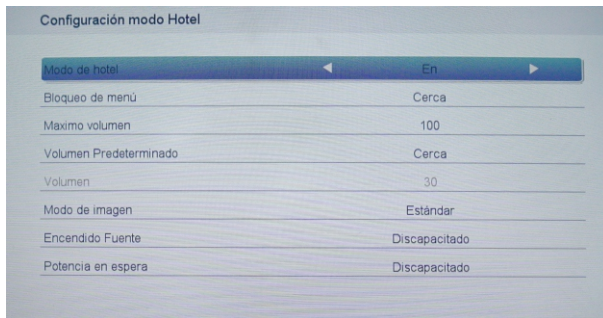 Configuración modo Hotel
Modo de hotel En
Bloqueo de menú Cerca
Maximo volumen 100
Volumen Predeterminado Cerca
Volumen 30
Modo de imagen Estándar
Encendido Fuente Discapacitado
Potencia en espera Discapacitado